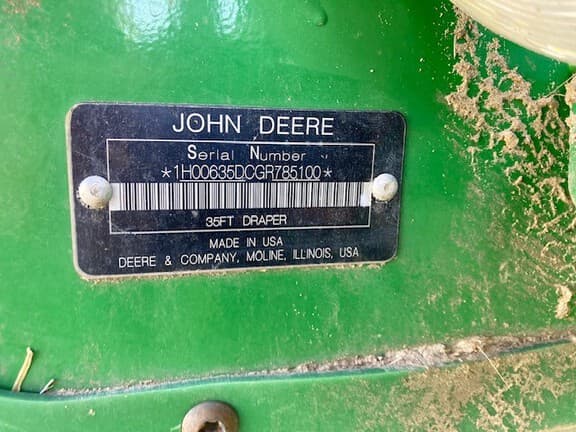 JOHN DEERE
Serial Number
*1H00635DCGR785100*
35FT DRAPER
MADE IN USA
DEERE & COMPANY, MOLINE, ILLINOIS, USA